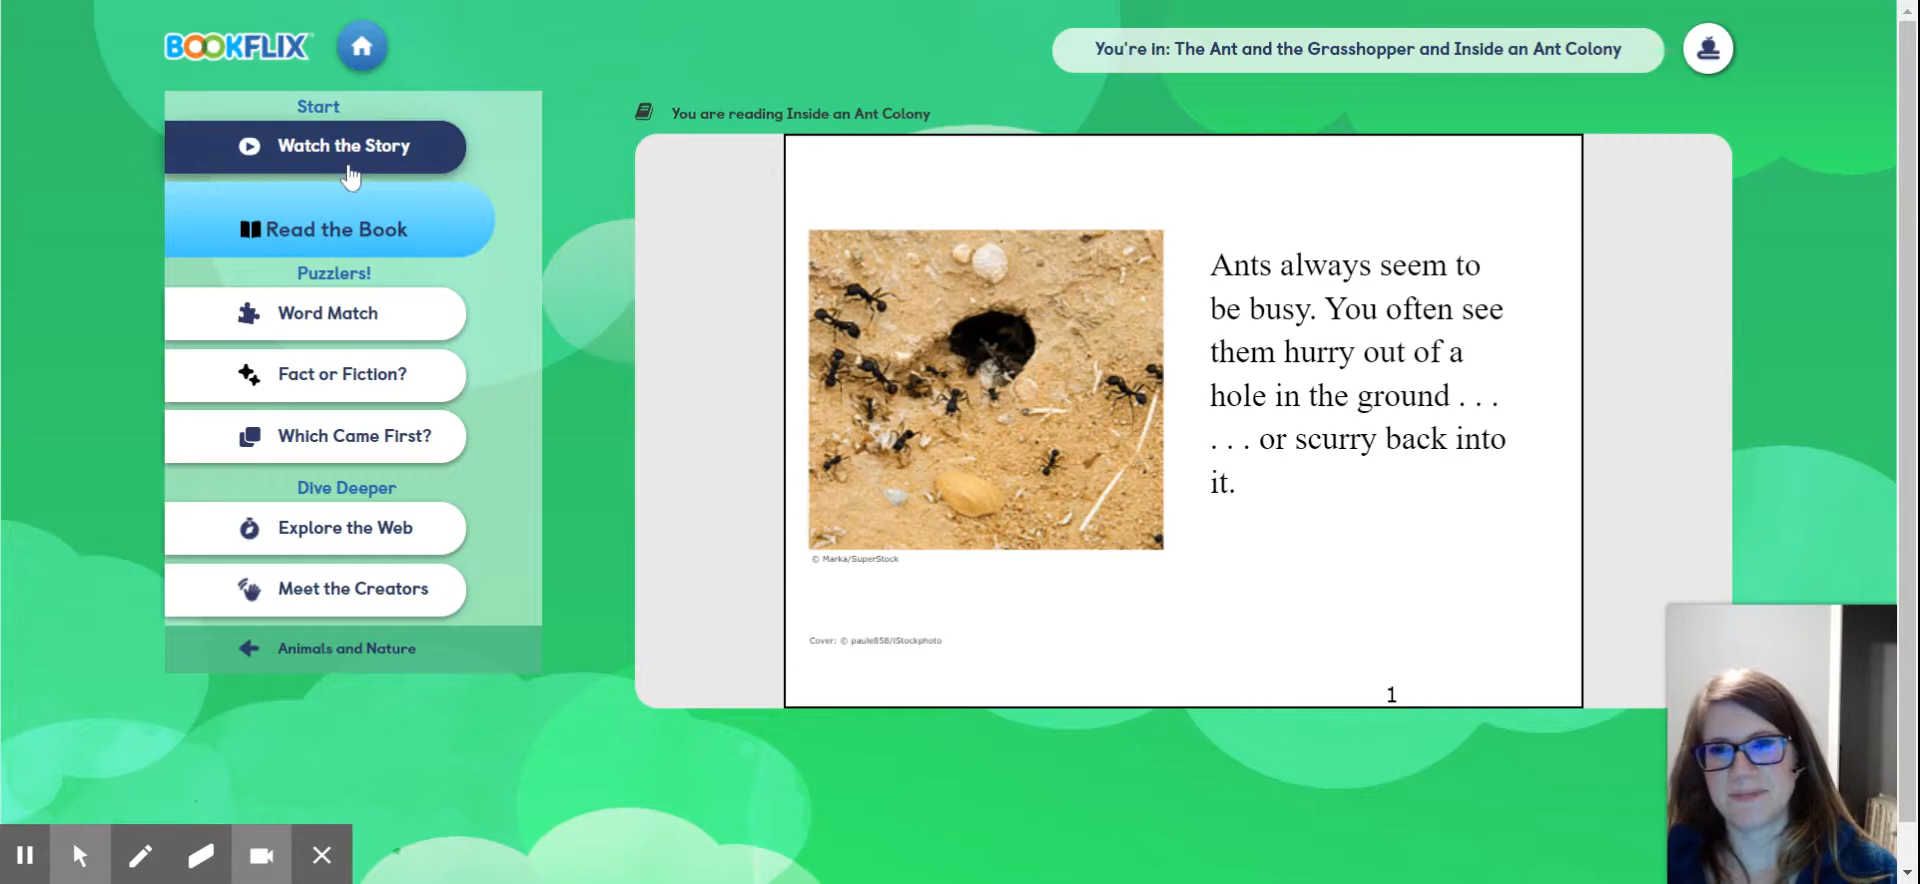 BOOKFLIX
You're in: The Ant and the Grasshopper and Inside an Ant Colony
Start
Watch the Story
Read the Book
Puzzlers!
Word Match
Fact or Fiction?
Which Came First?
Dive Deeper
Explore the Web
Meet the Creators
Animals and Nature
You are reading Inside an Ant Colony
Ants always seem to
be busy. You often see
them hurry out of a
hole in the ground . . .
. . . or scurry back into
it.
© Marka/SuperStock
Cover: © paule858/iStockphoto
1